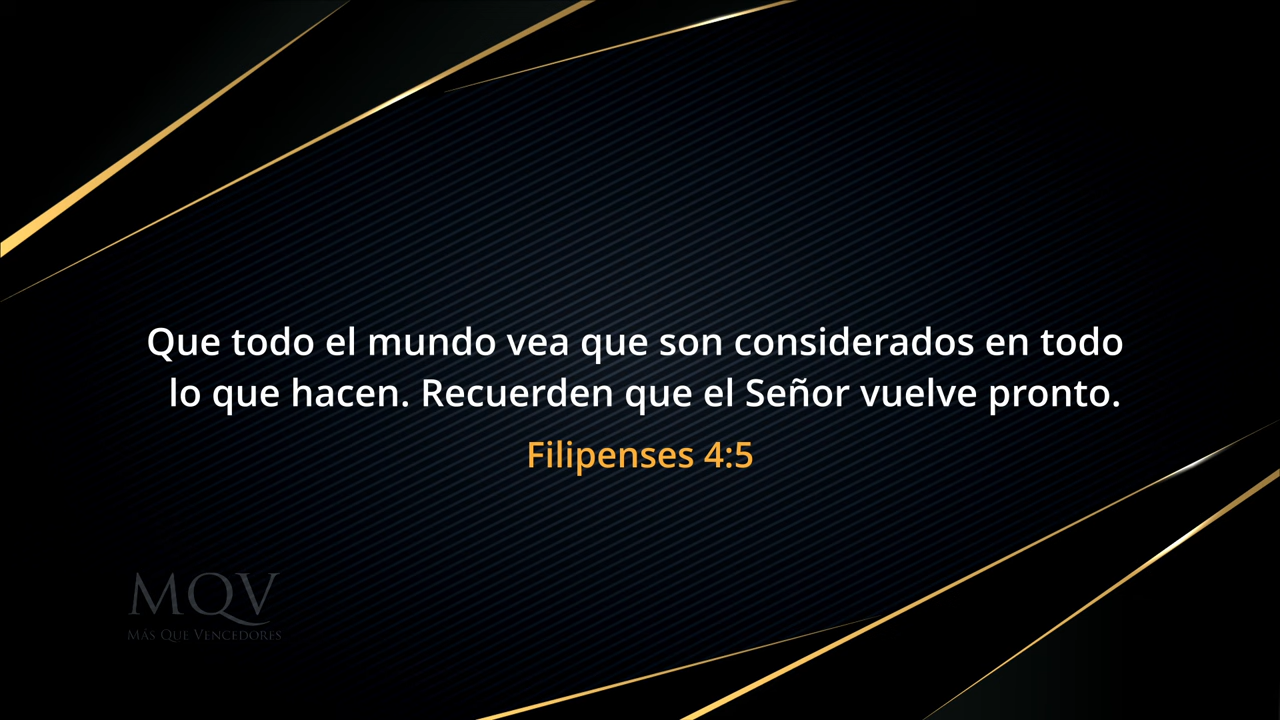 Que todo el mundo vea que son considerados en todo
lo que hacen. Recuerden que el Señor vuelve pronto.
Filipenses 4:5
MQV
MÁS QUE VENCEDORES